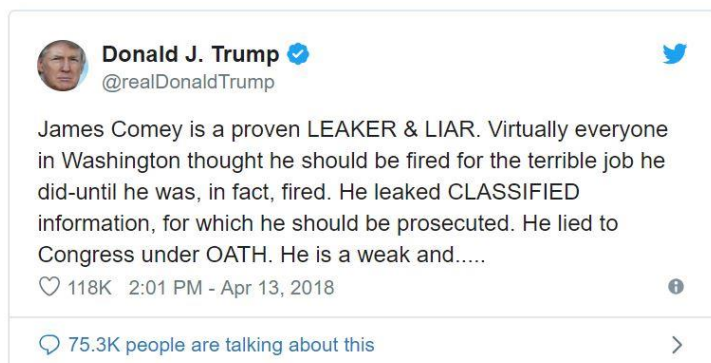 Donald J. Trump
@realDonaldTrump
James Comey is a proven LEAKER & LIAR. Virtually everyone
in Washington thought he should be fired for the terrible job he
did-until he was, in fact, fired. He leaked CLASSIFIED
information, for which he should be prosecuted. He lied to
Congress under OATH. He is a weak and.....
118K 2:01 PM - Apr 13, 2018
75.3K people are talking about this